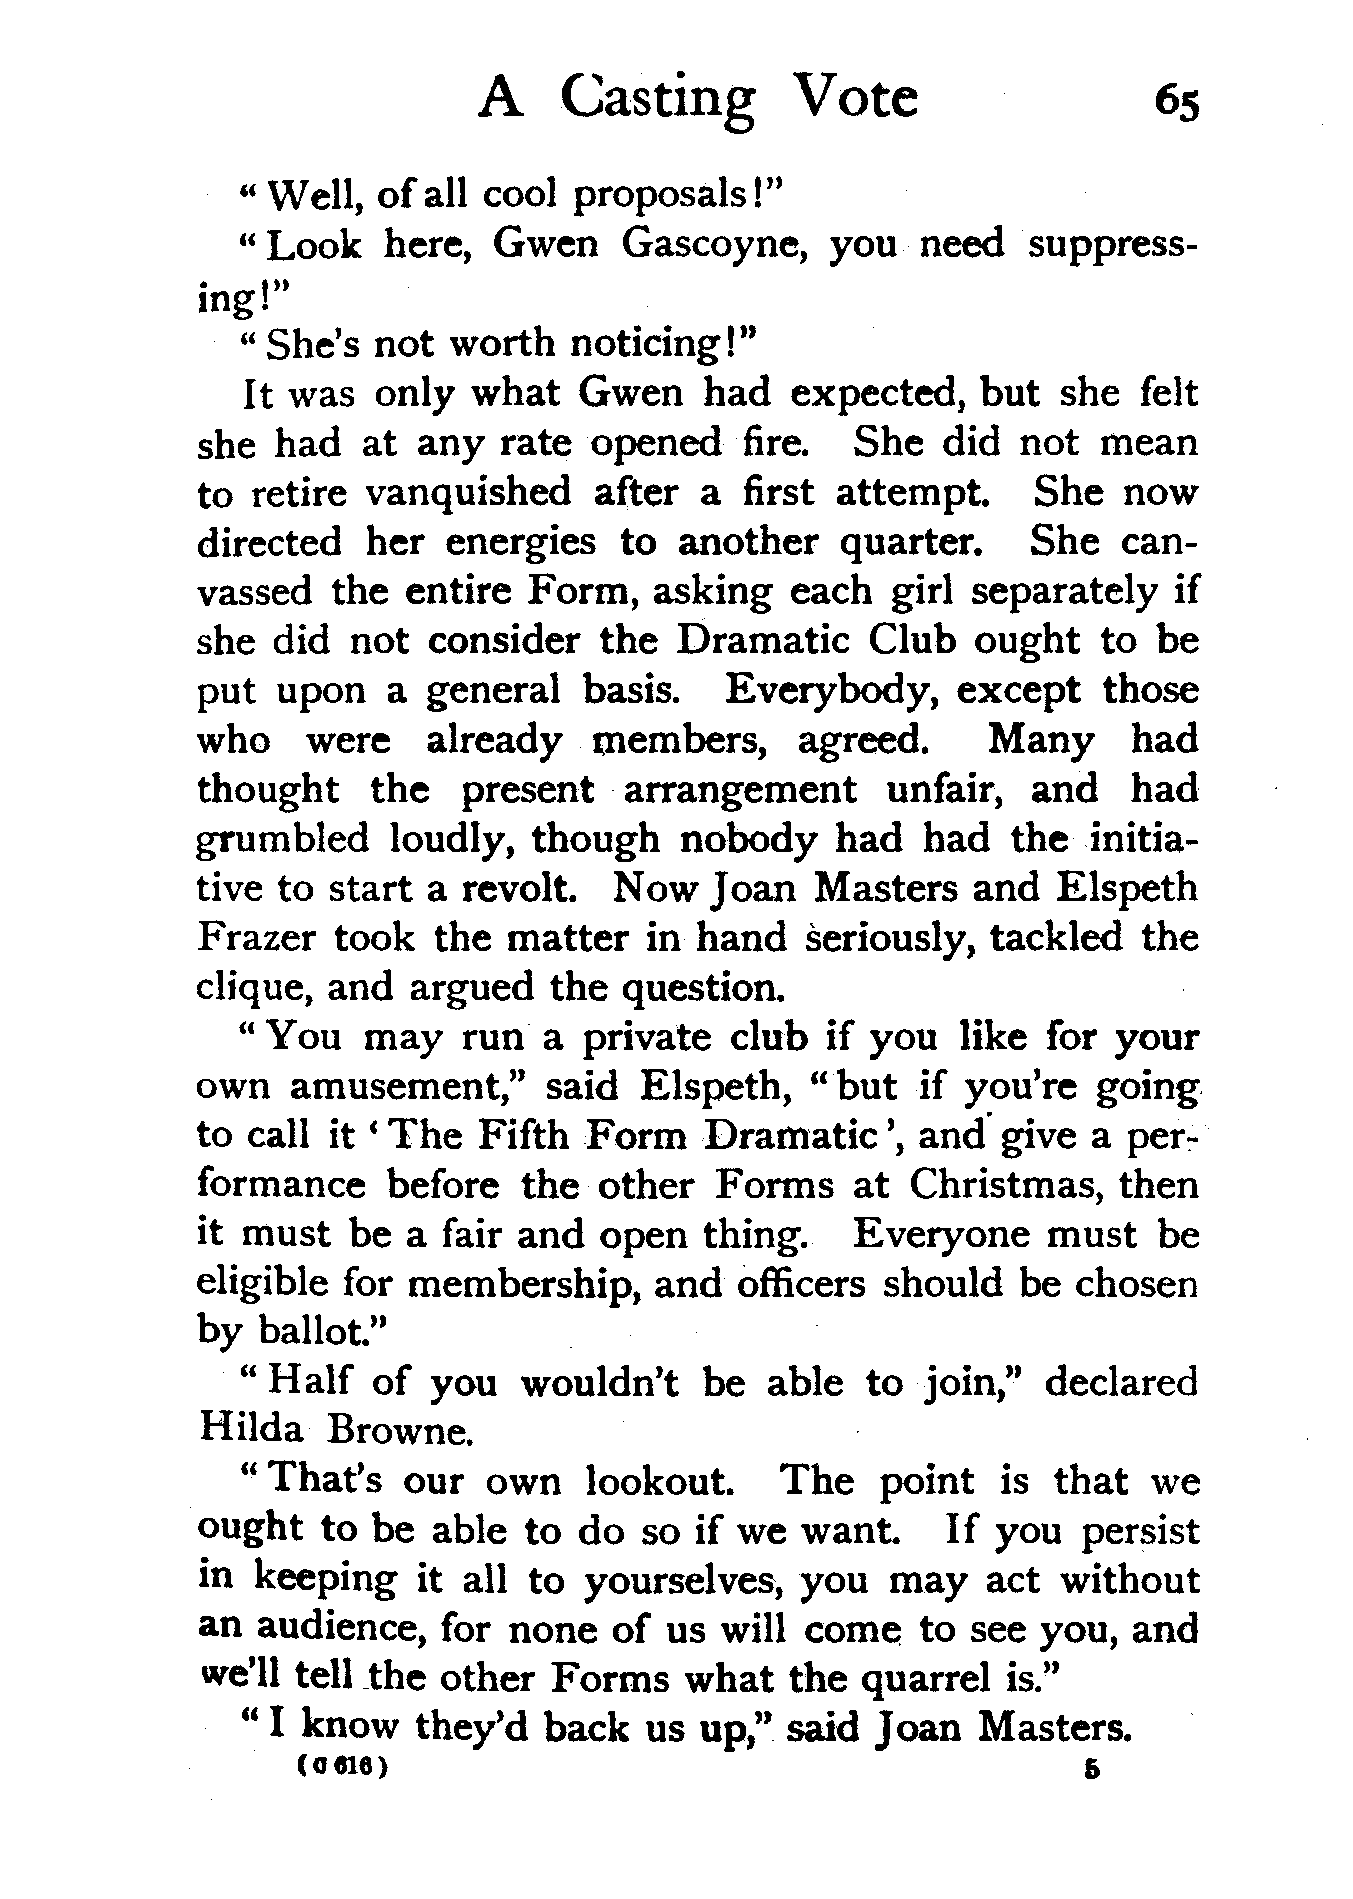 A Casting Vote 65
“Well, of all cool proposals!”
“Look here, Gwen Gascoyne, you need suppress-
ing!”
“She's not worth noticing!”
It was only what Gwen had expected, but she felt
she had at any rate opened fire. She did not mean
to retire vanquished after a first attempt. She now
directed her energies to another quarter. She can-
vassed the entire Form, asking each girl separately if
she did not consider the Dramatic Club ought to be
put upon a general basis. Everybody, except those
who were already members, agreed. Many had
thought the present arrangement unfair, and had
grumbled loudly, though nobody had had the initia-
tive to start a revolt. Now Joan Masters and Elspeth
Frazer took the matter in hand seriously, tackled the
clique, and argued the question.
“You may run a private club if you like for your
own amusement,” said Elspeth, “but if you're going
to call it ‘The Fifth Form Dramatic’, and give a per-
formance before the other Forms at Christmas, then
it must be a fair and open thing. Everyone must be
eligible for membership, and officers should be chosen
by ballot.”
“Half of you wouldn't be able to join,” declared
Hilda Browne.
“That's our own lookout. The point is that we
ought to be able to do so if we want. If you persist
in keeping it all to yourselves, you may act without
an audience, for none of us will come to see you, and
we'll tell the other Forms what the quarrel is.”
“I know they'd back us up,” said Joan Masters.
(C 616) 5